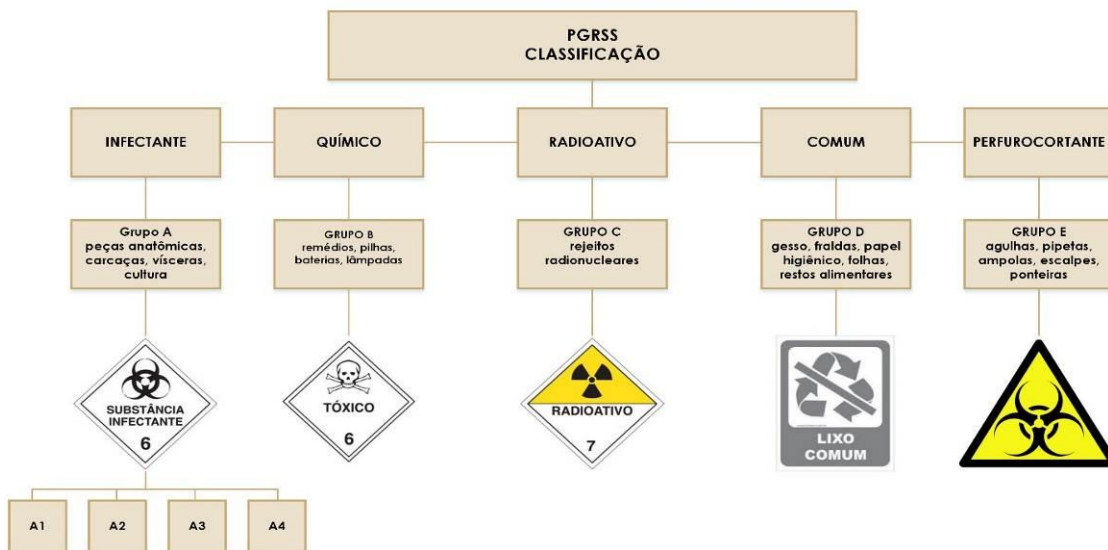 PGRSS
CLASSIFICAÇÃO
INFECTANTE
QUÍMICO
RADIOATIVO
COMUM
PERFUROCORTANTE
Grupo A
peças anatômicas,
carcaças, vísceras,
cultura
GRUPO B
remédios, pilhas,
baterias, lâmpadas
GRUPO C
rejeitos
radionucleares
GRUPO D
gesso, fraldas, papel
higiênico, folhas,
restos alimentares
GRUPO E
agulhas, pipetas,
ampolas, escalpes,
ponteiras
SUBSTÂNCIA
INFECTANTE
6
TÓXICO
6
RADIOATIVO
7
LIXO
COMUM
A1
A2
A3
A4